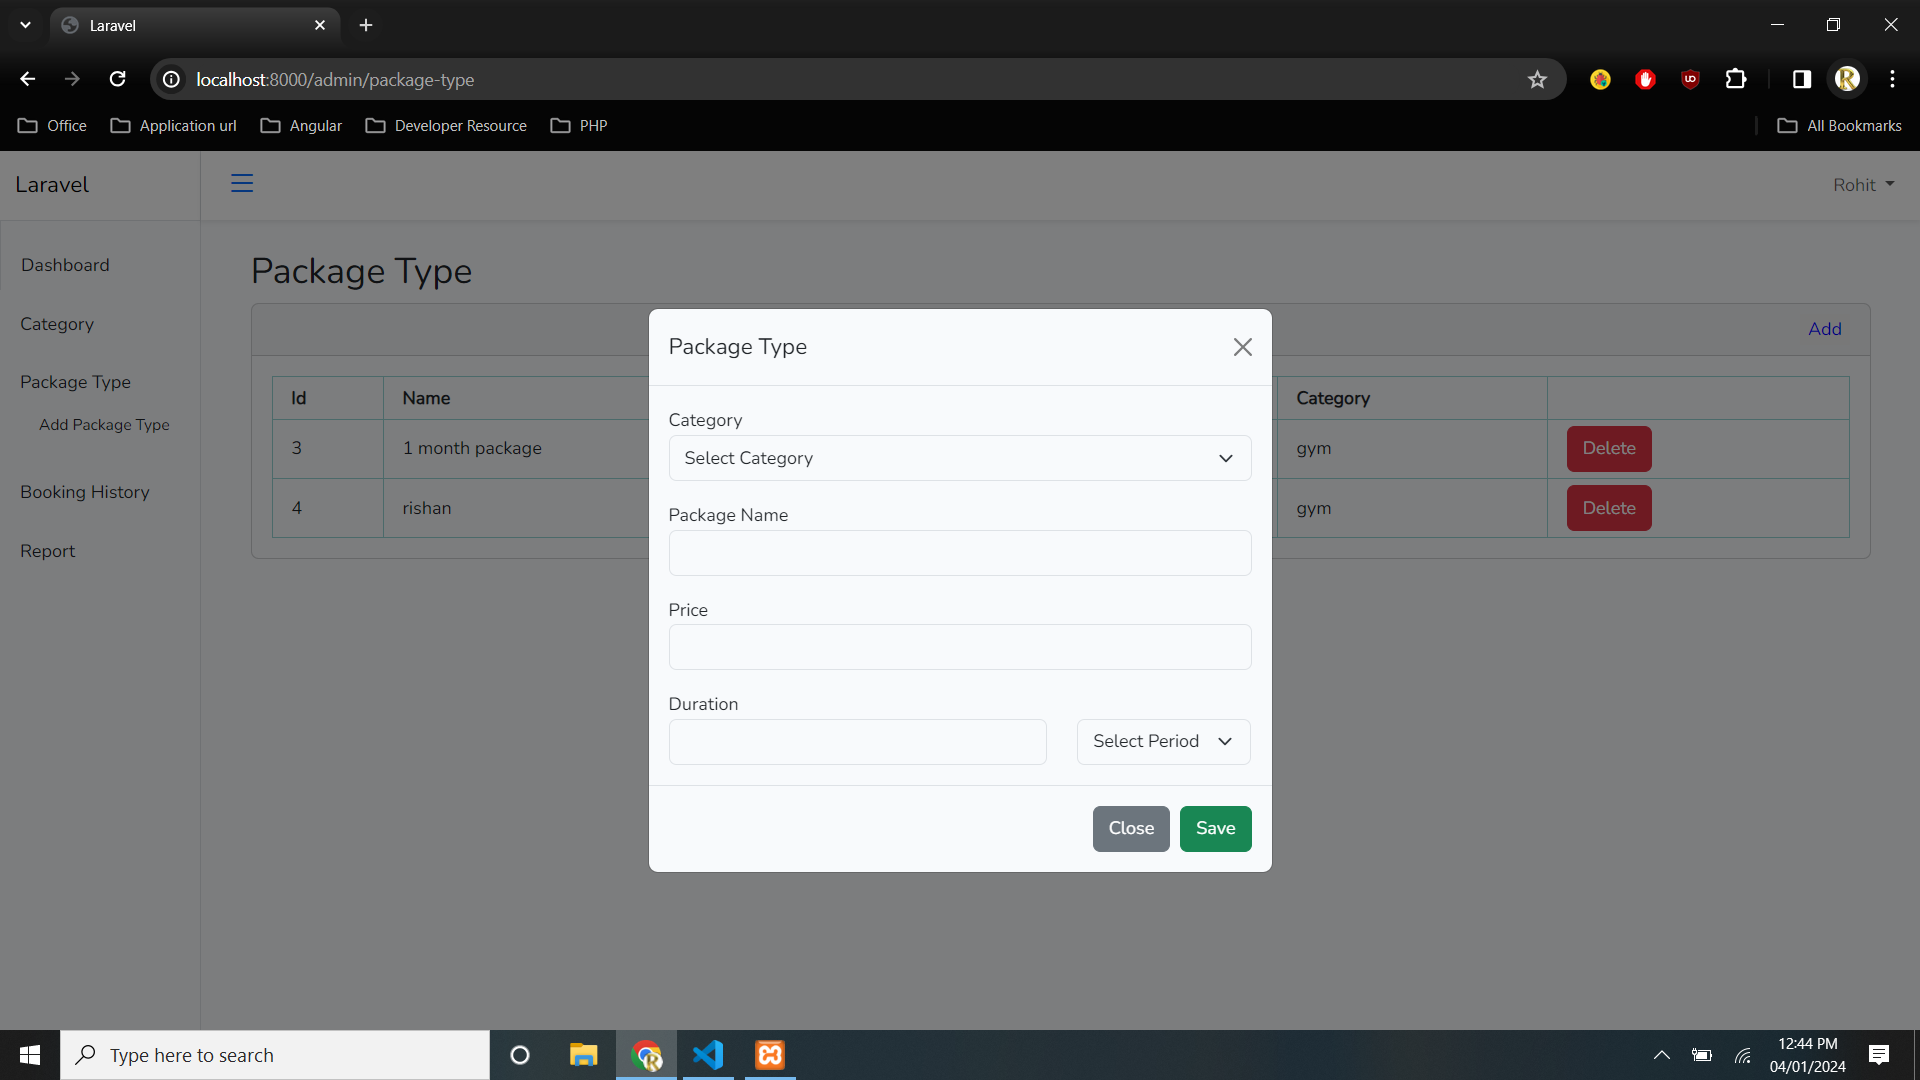 Laravel
localhost:8000/admin/package-type
Office Application url Angular Developer Resource PHP All Bookmarks
Laravel
Rohit
Dashboard
Category
Package Type
Add Package Type
Booking History
Report
Package Type
Add
Id Name Category
3 1 month package gym Delete
4 rishan gym Delete
Package Type
Category
Select Category
Package Name
Price
Duration
Select Period
Close Save
Type here to search
12:44 PM
04/01/2024